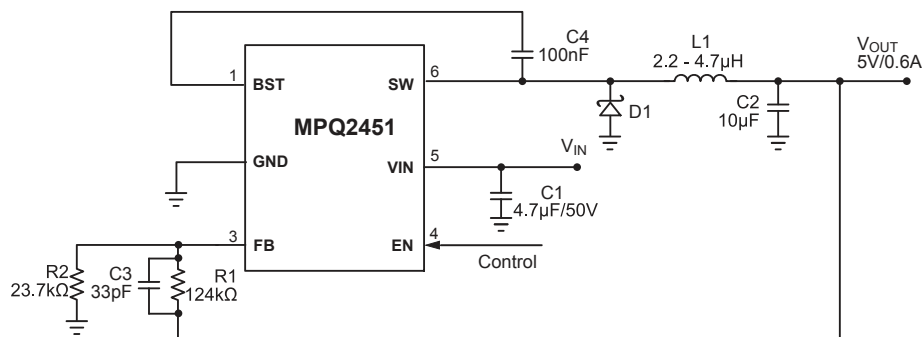 C4
100nF
L1
2.2 - 4.7µH
VOUT
5V/0.6A
1
BST
SW
6
MPQ2451
D1
C2
10µF
GND
VIN
5
VIN
C1
4.7µF/50V
3
FB
EN
4
Control
R2
23.7kΩ
C3
33pF
R1
124kΩ